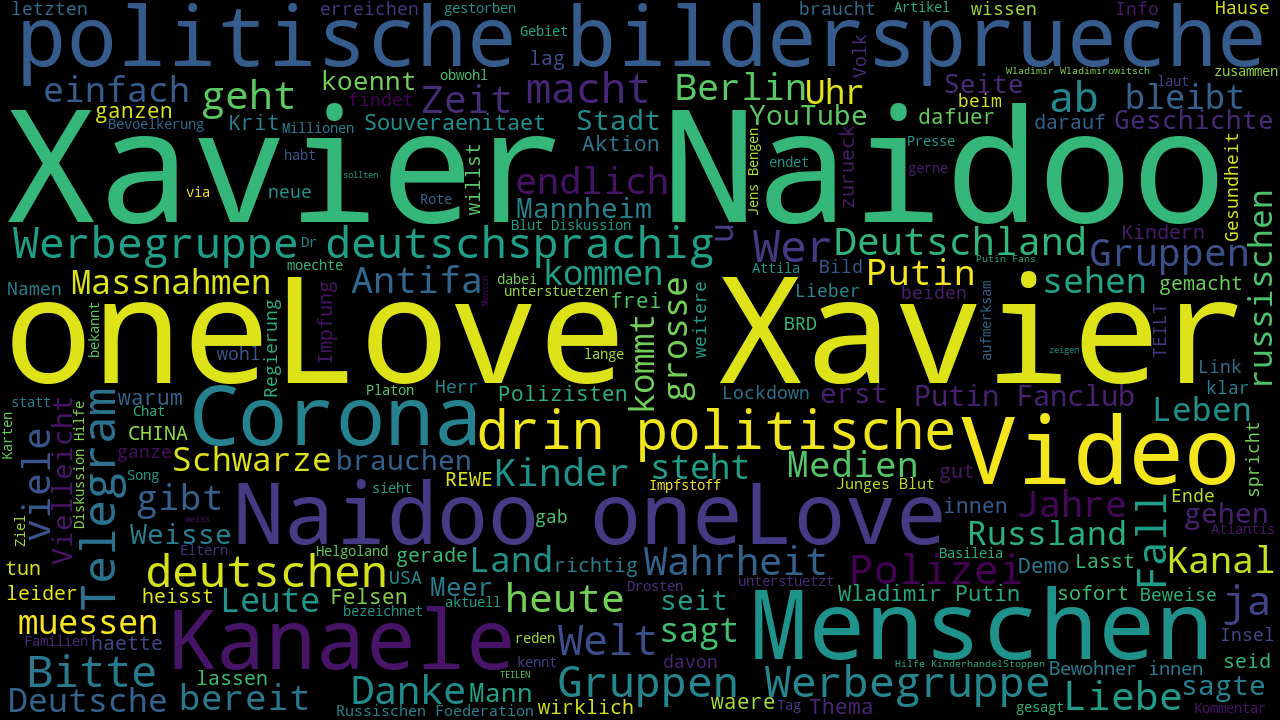 letzten erreichen gestorben braucht Artikel wissen Info Hause
politische bildersprueche
Gebiet lag Volk
einfach geht koennt obwohl Zeit macht Berlin Uhr Seite Wladimir Wladimirowitsch laut zusammen
ganzen findet YouTube beim ab bleibt
Bevoelkerung Krit Millionen Souveraenitaet Stadt dafuer darauf Geschichte
Aktion Presse
Xavier Naidoo
habt willst endet zurueck Gesundheit
via neue sollten Rote endlich Jens Bengen gerne
Mannheim
Blut Diskussion
Werbegruppe Dr deutschsprachig u Wer Deutschland Kindern Gruppen russischen
Massnahmen moechte Antifa dabei kommen Attila Bild Putin Putin Fans sehen gemacht
Namen unterstuetzen frei grosse weitere Lieber beiden
Mensch
oneLove Xavier
bekannt Regierung Impfung kommt BRD aufmerksam TEILT
wohl lange zeigen Link
statt warum Platon Herr Polizisten Lockdown erst Putin Fanclub klar
Karten viele Vielleicht Diskussion Hilfe Telegram Chat Corona drin politische Video Leben
CHINA
ganze Schwarze brauchen REWE Kinder steht Medien gut spricht
Song Impfstoff Junges Blut
Ziel gibt sieht Naidoo oneLove innen Jahre Fall Ende gehen
weiss gab
Weisse Russland Atlantis
Eltern Helgoland gerade Land richtig Wahrheit Polizei Basileia Demo Lasst Kanal
tun deutschen USA Meer Drosten unterstuetzt
leider heisst Leute Felsen aktuell heute seit Wladimir Putin sofort Beweise ja
bezeichnet
muessen Kanaele reden Welt sagt Menschen Insel
Familien haette
Bitte lassen kennt davon Hilfe KinderhandelStoppen Bewohner innen seid
TEILEN
Deutsche bereit Danke Mann Gruppen Werbegruppe Liebe sagte
Russischen Foederation wirklich waere Tag Thema gesagt Kommentar